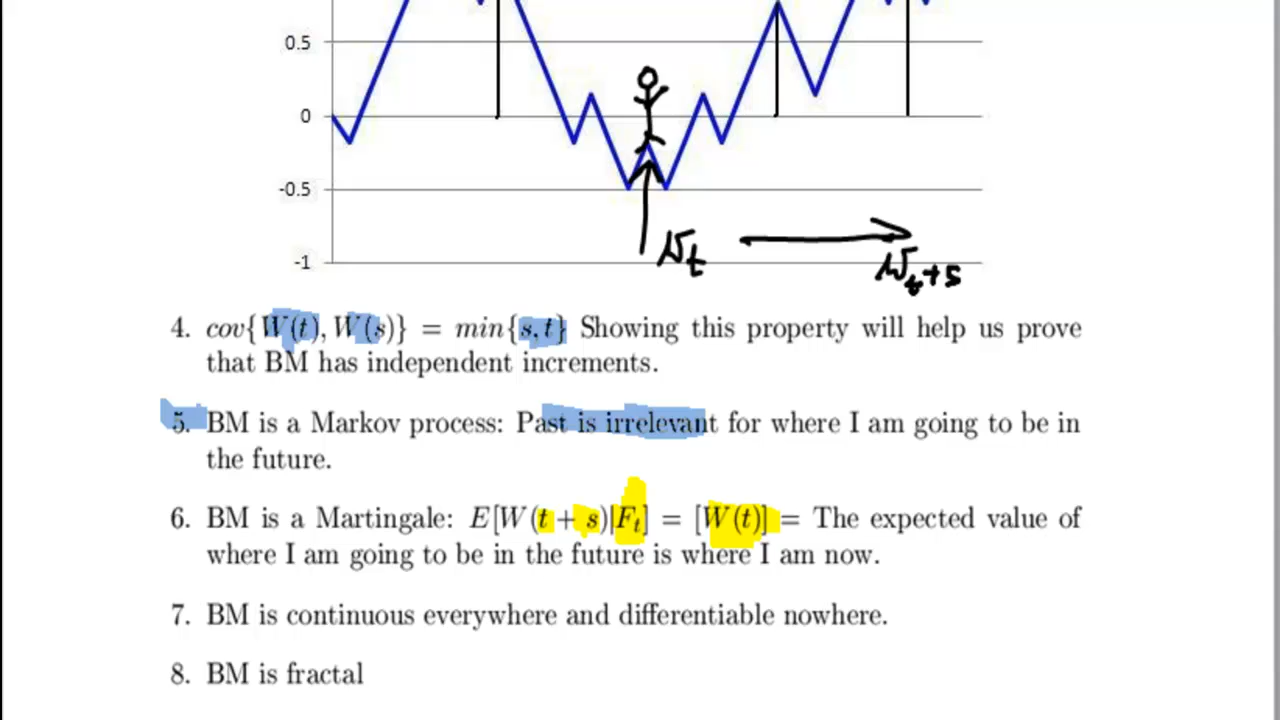 0.5
0
-0.5
-1
W_t
W_{t+s}
4. cov{W(t), W(s)} = min{s, t} Showing this property will help us prove
that BM has independent increments.
5. BM is a Markov process: Past is irrelevant for where I am going to be in
the future.
6. BM is a Martingale: E[W(t + s)|F_t] = [W(t)] = The expected value of
where I am going to be in the future is where I am now.
7. BM is continuous everywhere and differentiable nowhere.
8. BM is fractal